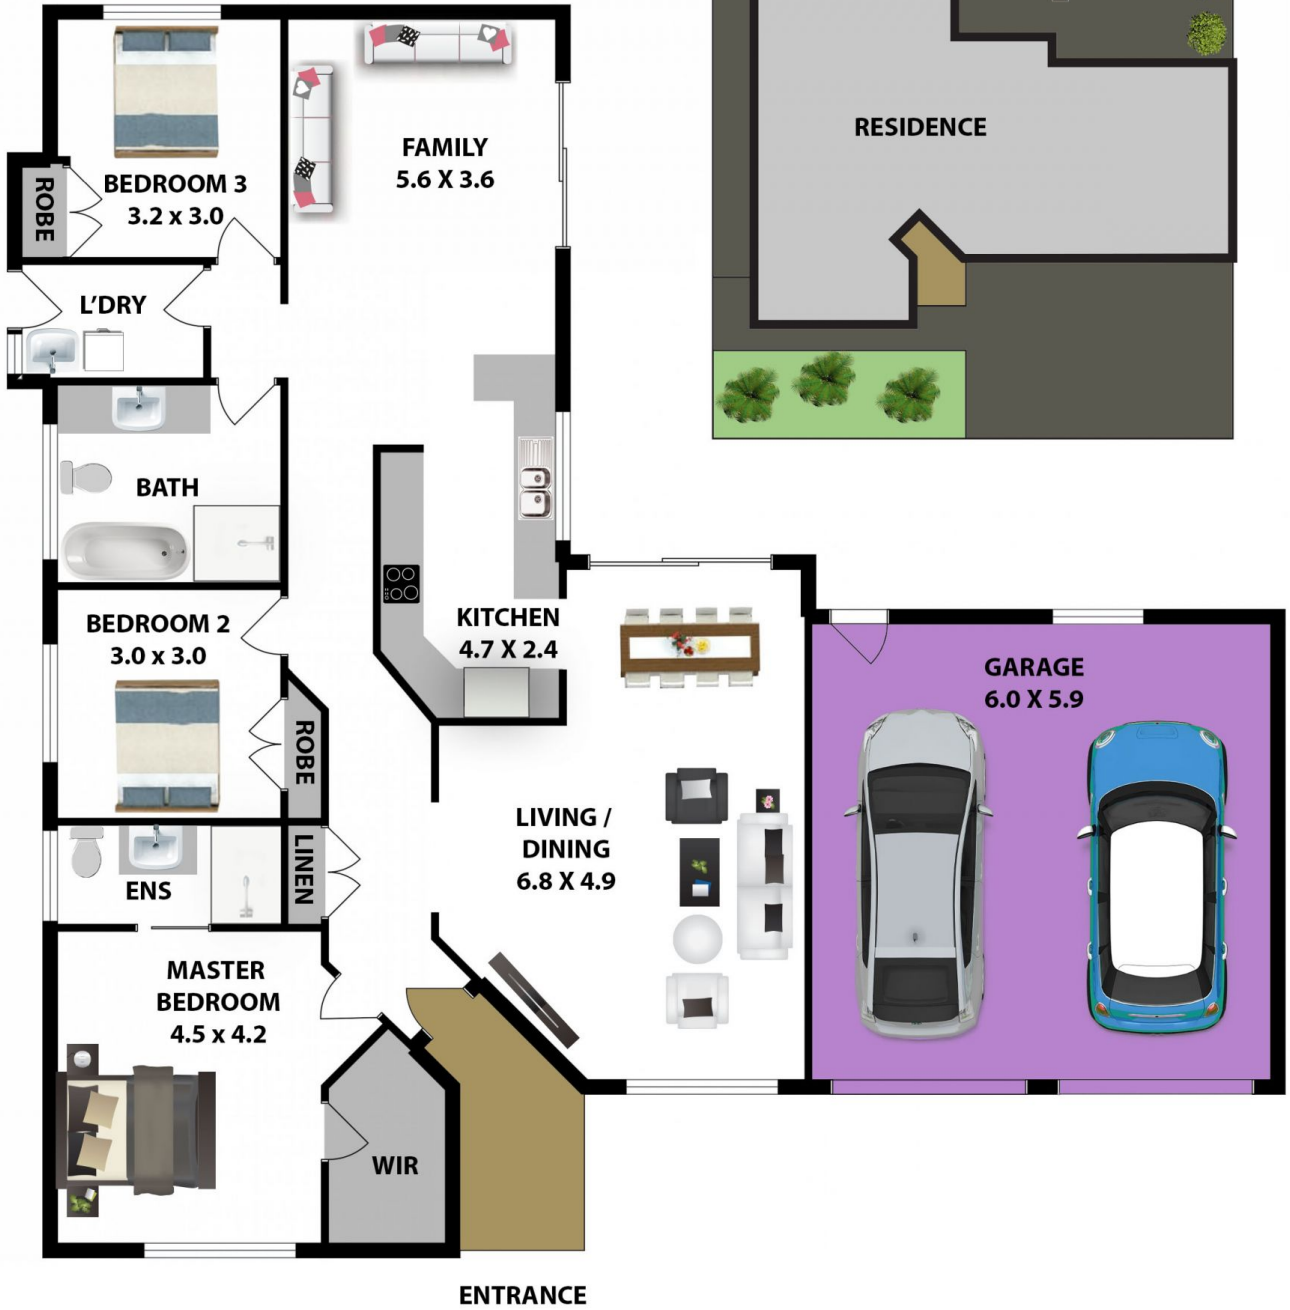 FAMILY
5.6 X 3.6
RESIDENCE
BEDROOM 3
3.2 x 3.0
ROBE
L'DRY
BATH
BEDROOM 2
3.0 x 3.0
KITCHEN
4.7 X 2.4
GARAGE
6.0 X 5.9
ROBE
LIVING /
DINING
6.8 X 4.9
LINEN
ENS
MASTER
BEDROOM
4.5 x 4.2
WIR
ENTRANCE